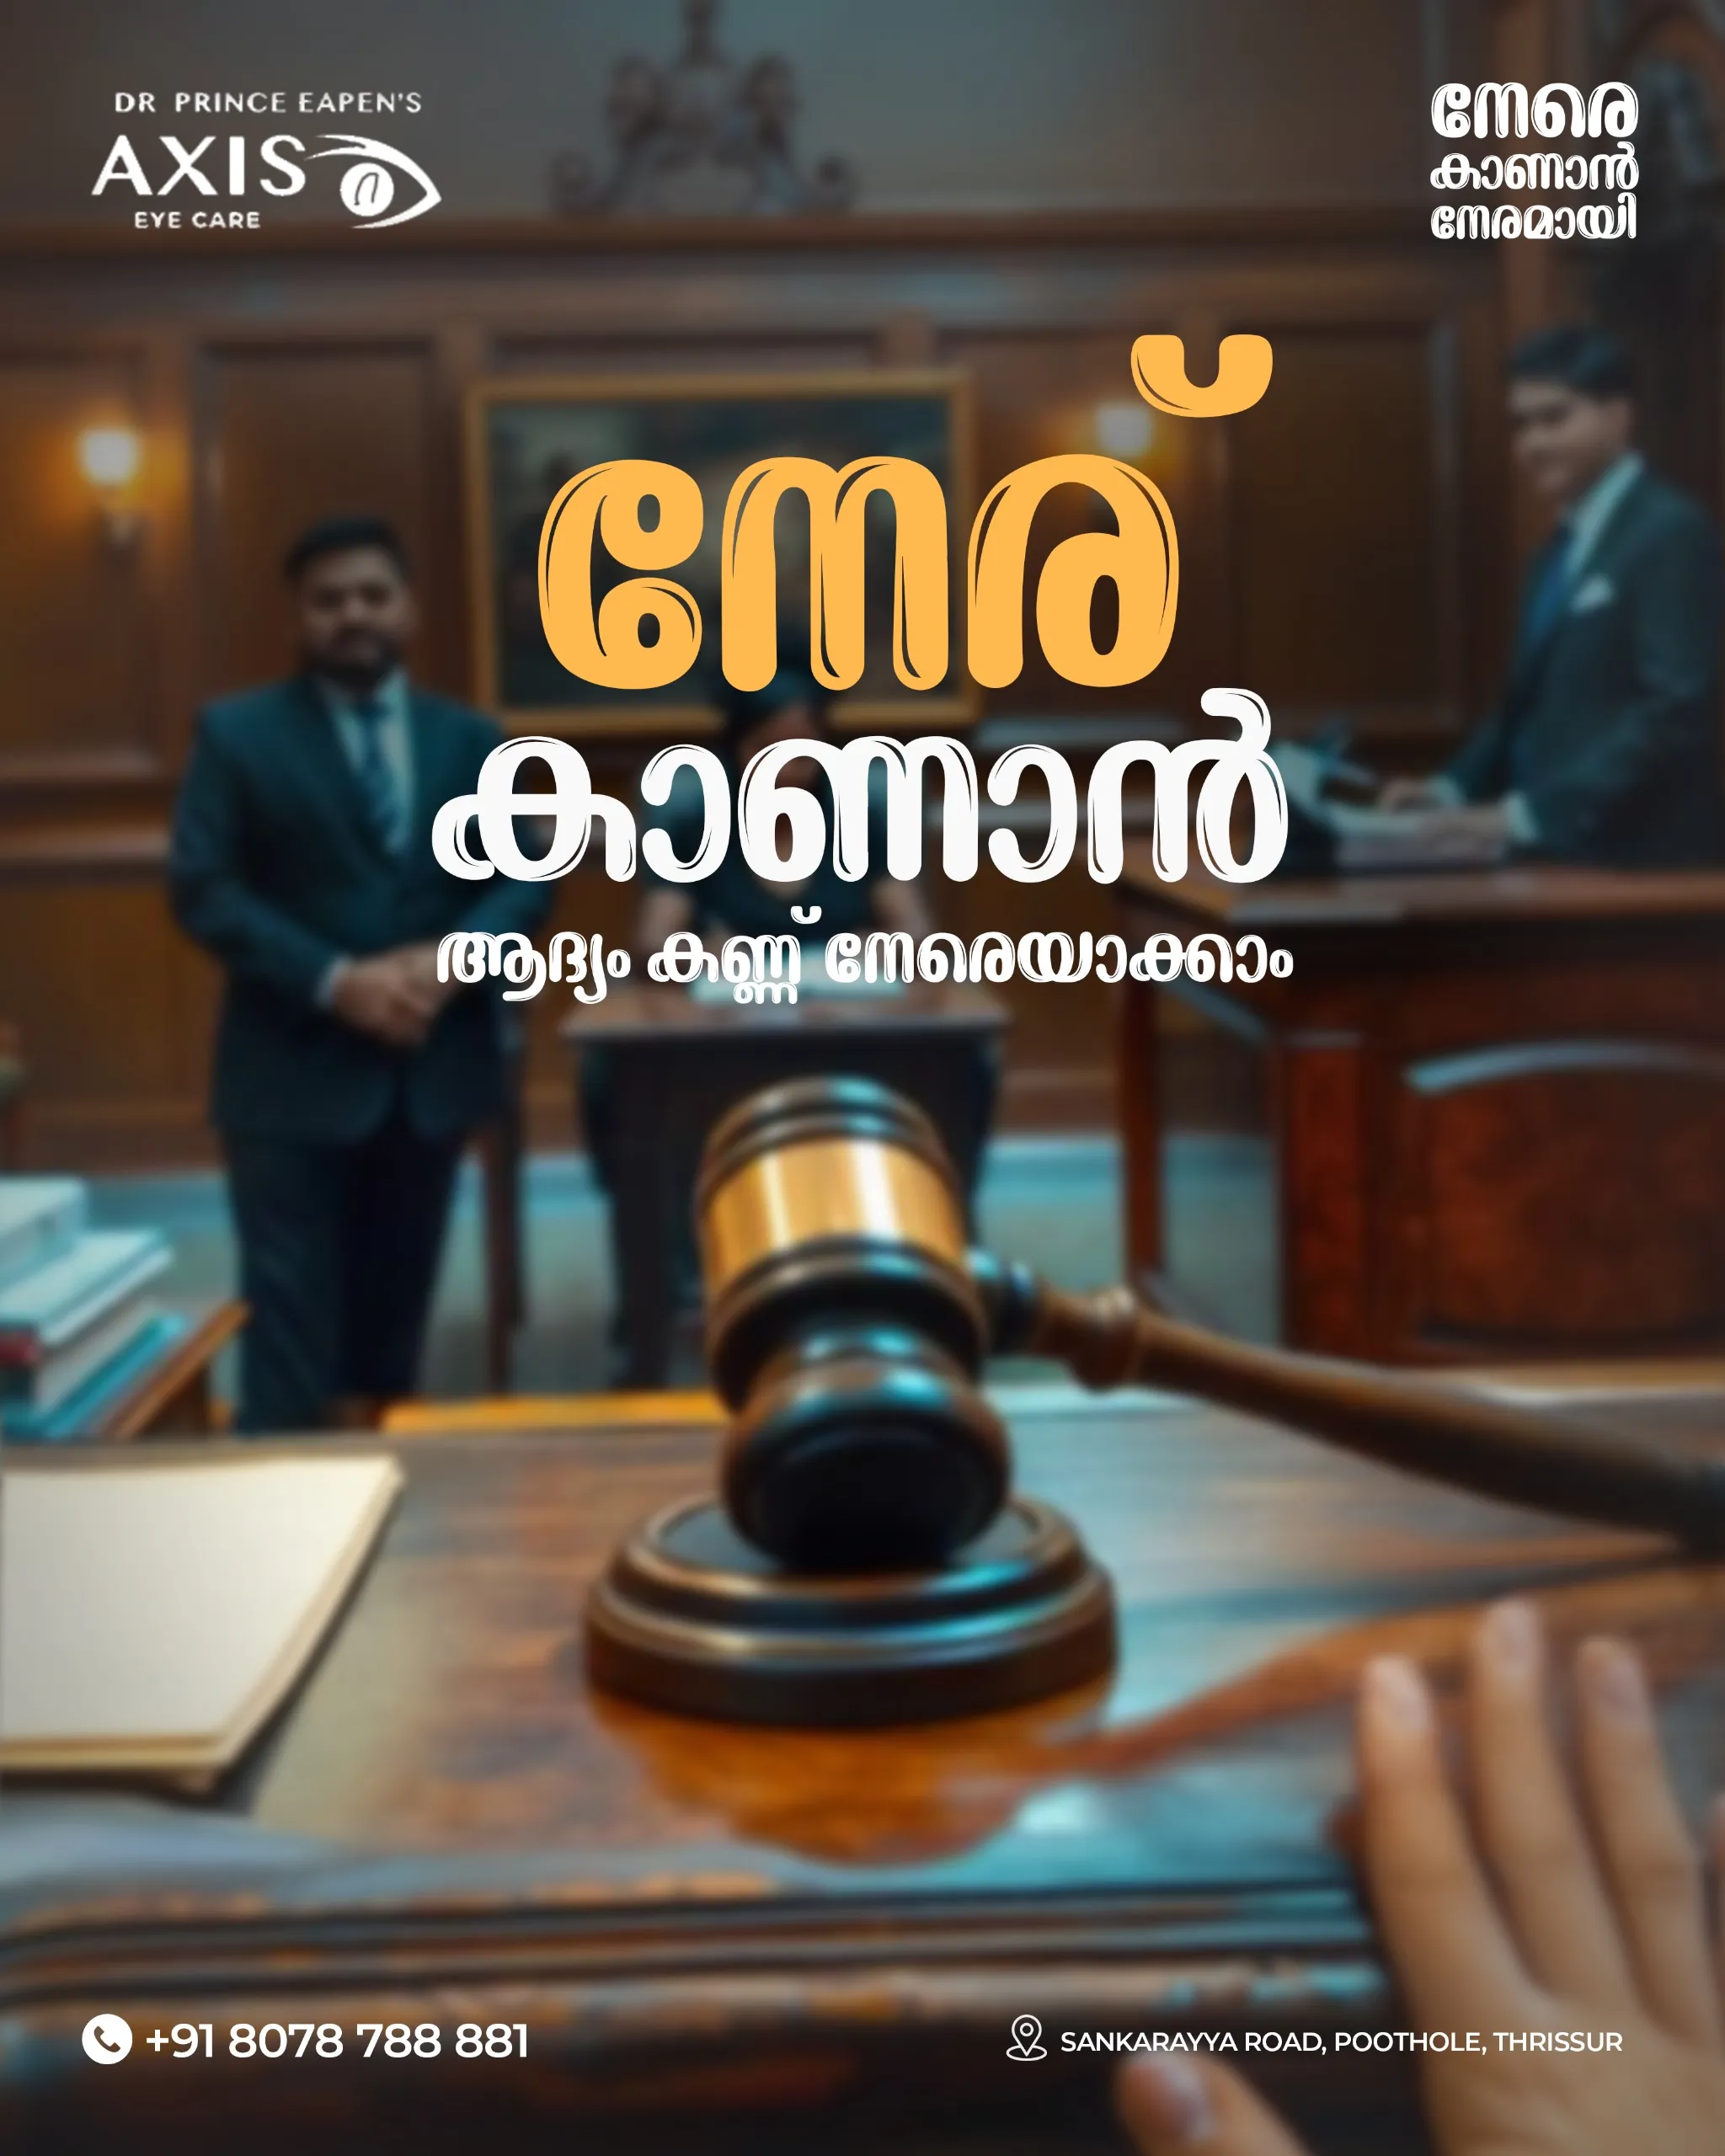 DR PRINCE EAPEN'S
AXIS
EYE CARE
നേരെ
കാണാൻ
നേരമായി
നേര്
കാണാൻ
ആദ്യം കണ്ണ് നേരെയാക്കാം
+91 8078 788 881
SANKARAYYA ROAD, POOTHOLE, THRISSUR